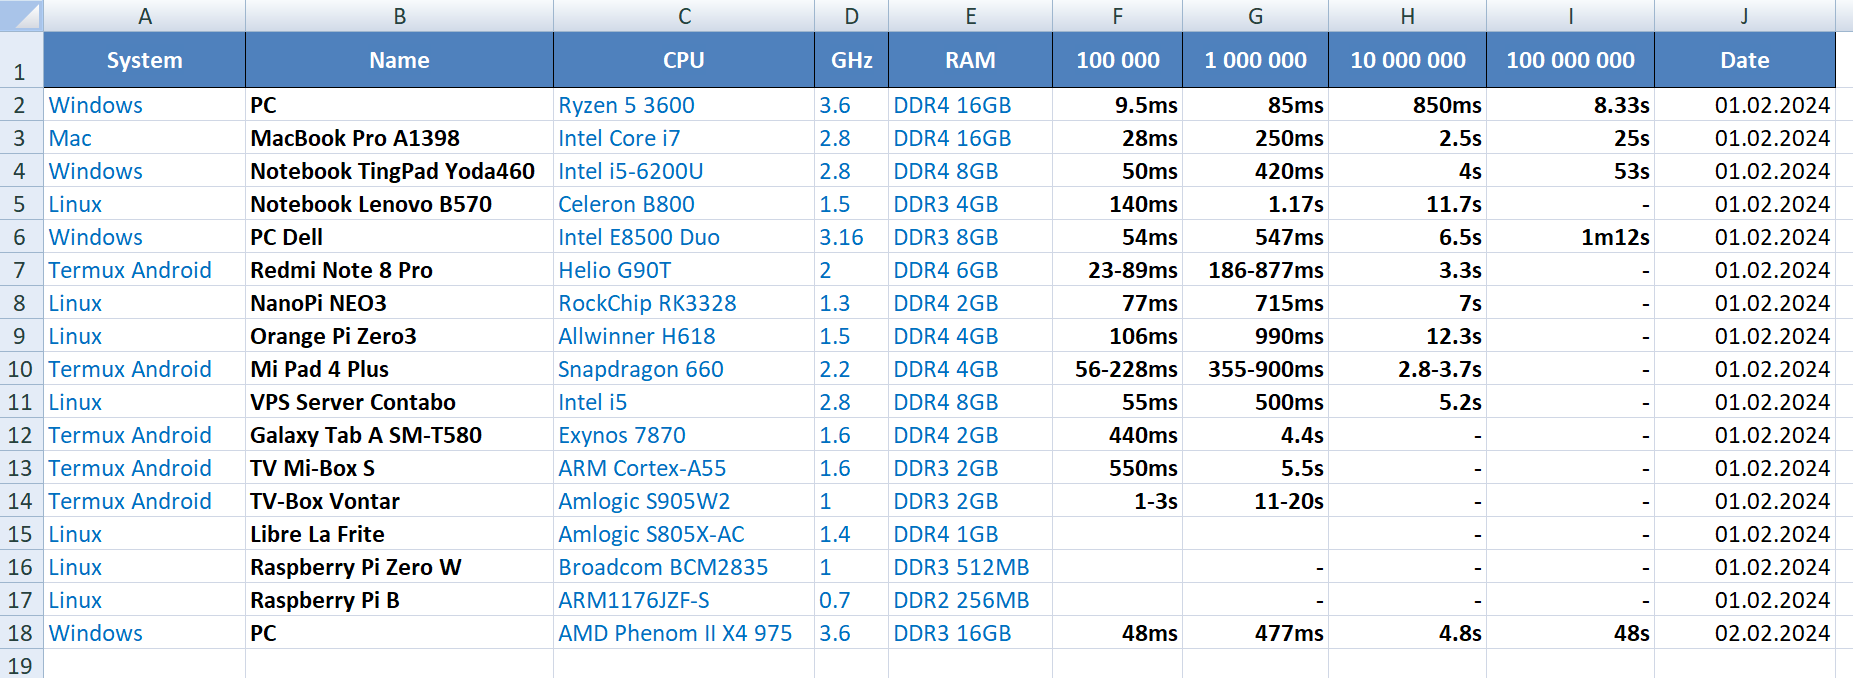 A B C D E F G H I J
1 System Name CPU GHz RAM 100 000 1 000 000 10 000 000 100 000 000 Date
2 Windows PC Ryzen 5 3600 3.6 DDR4 16GB 9.5ms 85ms 850ms 8.33s 01.02.2024
3 Mac MacBook Pro A1398 Intel Core i7 2.8 DDR4 16GB 28ms 250ms 2.5s 25s 01.02.2024
4 Windows Notebook TingPad Yoda460 Intel i5-6200U 2.8 DDR4 8GB 50ms 420ms 4s 53s 01.02.2024
5 Linux Notebook Lenovo B570 Celeron B800 1.5 DDR3 4GB 140ms 1.17s 11.7s - 01.02.2024
6 Windows PC Dell Intel E8500 Duo 3.16 DDR3 8GB 54ms 547ms 6.5s 1m12s 01.02.2024
7 Termux Android Redmi Note 8 Pro Helio G90T 2 DDR4 6GB 23-89ms 186-877ms 3.3s - 01.02.2024
8 Linux NanoPi NEO3 RockChip RK3328 1.3 DDR4 2GB 77ms 715ms 7s - 01.02.2024
9 Linux Orange Pi Zero3 Allwinner H618 1.5 DDR4 4GB 106ms 990ms 12.3s - 01.02.2024
10 Termux Android Mi Pad 4 Plus Snapdragon 660 2.2 DDR4 4GB 56-228ms 355-900ms 2.8-3.7s - 01.02.2024
11 Linux VPS Server Contabo Intel i5 2.8 DDR4 8GB 55ms 500ms 5.2s - 01.02.2024
12 Termux Android Galaxy Tab A SM-T580 Exynos 7870 1.6 DDR4 2GB 440ms 4.4s - - 01.02.2024
13 Termux Android TV Mi-Box S ARM Cortex-A55 1.6 DDR3 2GB 550ms 5.5s - - 01.02.2024
14 Termux Android TV-Box Vontar Amlogic S905W2 1 DDR3 2GB 1-3s 11-20s - - 01.02.2024
15 Linux Libre La Frite Amlogic S805X-AC 1.4 DDR4 1GB - - 01.02.2024
16 Linux Raspberry Pi Zero W Broadcom BCM2835 1 DDR3 512MB - - - 01.02.2024
17 Linux Raspberry Pi B ARM1176JZF-S 0.7 DDR2 256MB - - - 01.02.2024
18 Windows PC AMD Phenom II X4 975 3.6 DDR3 16GB 48ms 477ms 4.8s 48s 02.02.2024
19